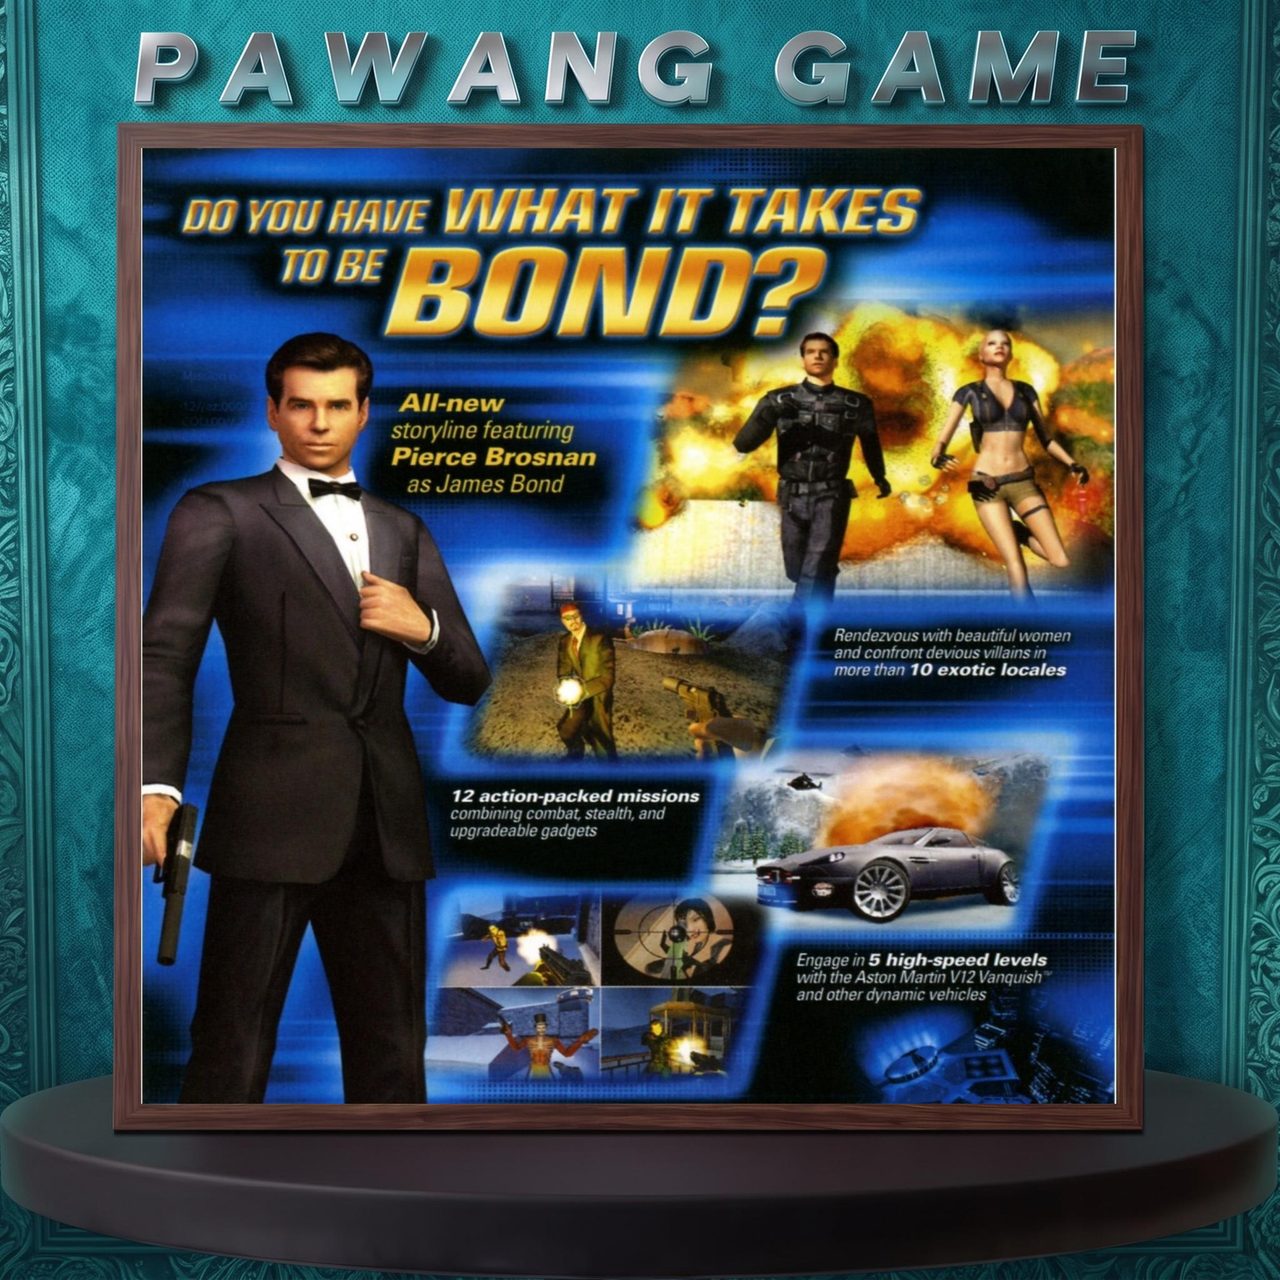 PAWANG GAME
DO YOU HAVE WHAT IT TAKES
TO BE BOND?
All-new
storyline featuring
Pierce Brosnan
as James Bond
Rendezvous with beautiful women
and confront devious villains in
more than 10 exotic locales
12 action-packed missions
combining combat, stealth, and
upgradeable gadgets
Engage in 5 high-speed levels
with the Aston Martin V12 Vanquish™
and other dynamic vehicles